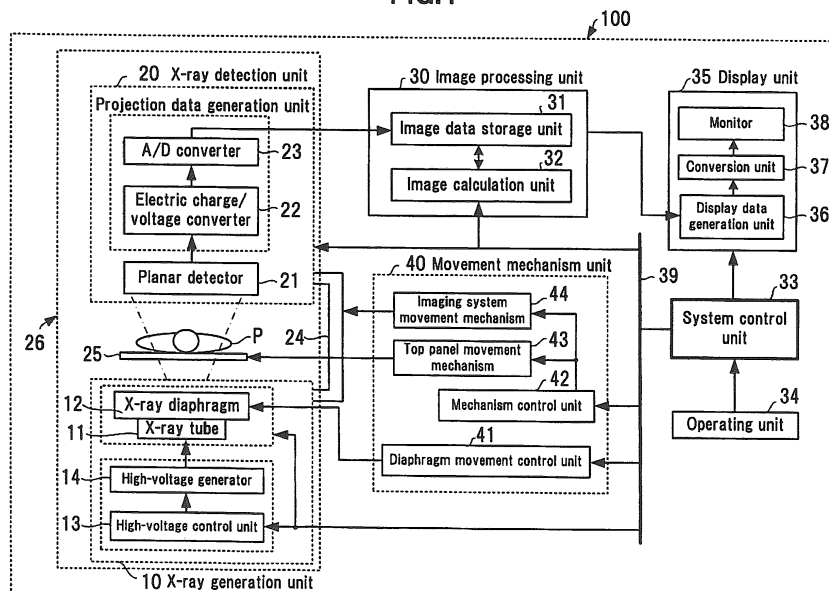 100
20 X-ray detection unit
Projection data generation unit
A/D converter
23
Electric charge/
voltage converter
22
Planar detector
21
P
24
25
26
12
X-ray diaphragm
11
X-ray tube
14
High-voltage generator
13
High-voltage control unit
10 X-ray generation unit
30 Image processing unit
31
Image data storage unit
32
Image calculation unit
40 Movement mechanism unit
Imaging system
movement mechanism
44
43
Top panel movement
mechanism
42
Mechanism control unit
41
Diaphragm movement control unit
39
35 Display unit
Monitor
38
Conversion unit
37
Display data
generation unit
36
33
System control
unit
34
Operating unit